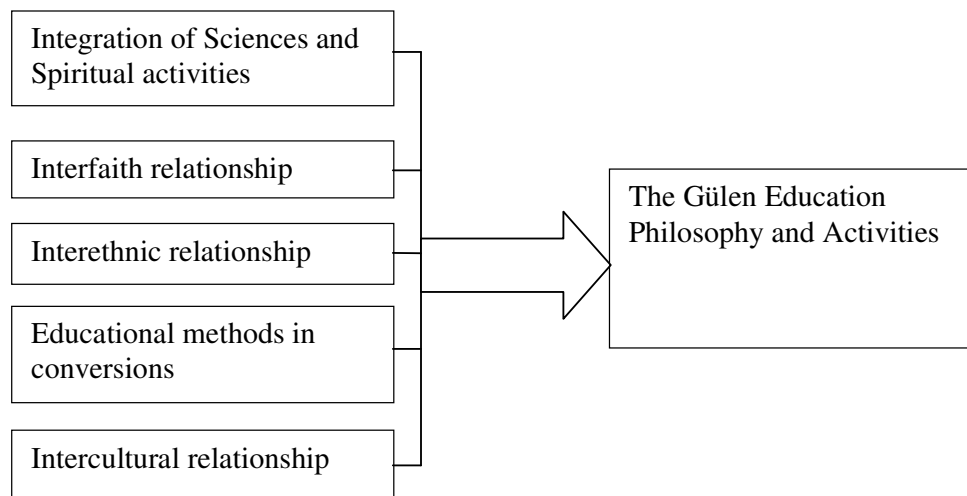 Integration of Sciences and
Spiritual activities
Interfaith relationship
Interethnic relationship
Educational methods in
conversions
Intercultural relationship
The Gülen Education
Philosophy and Activities